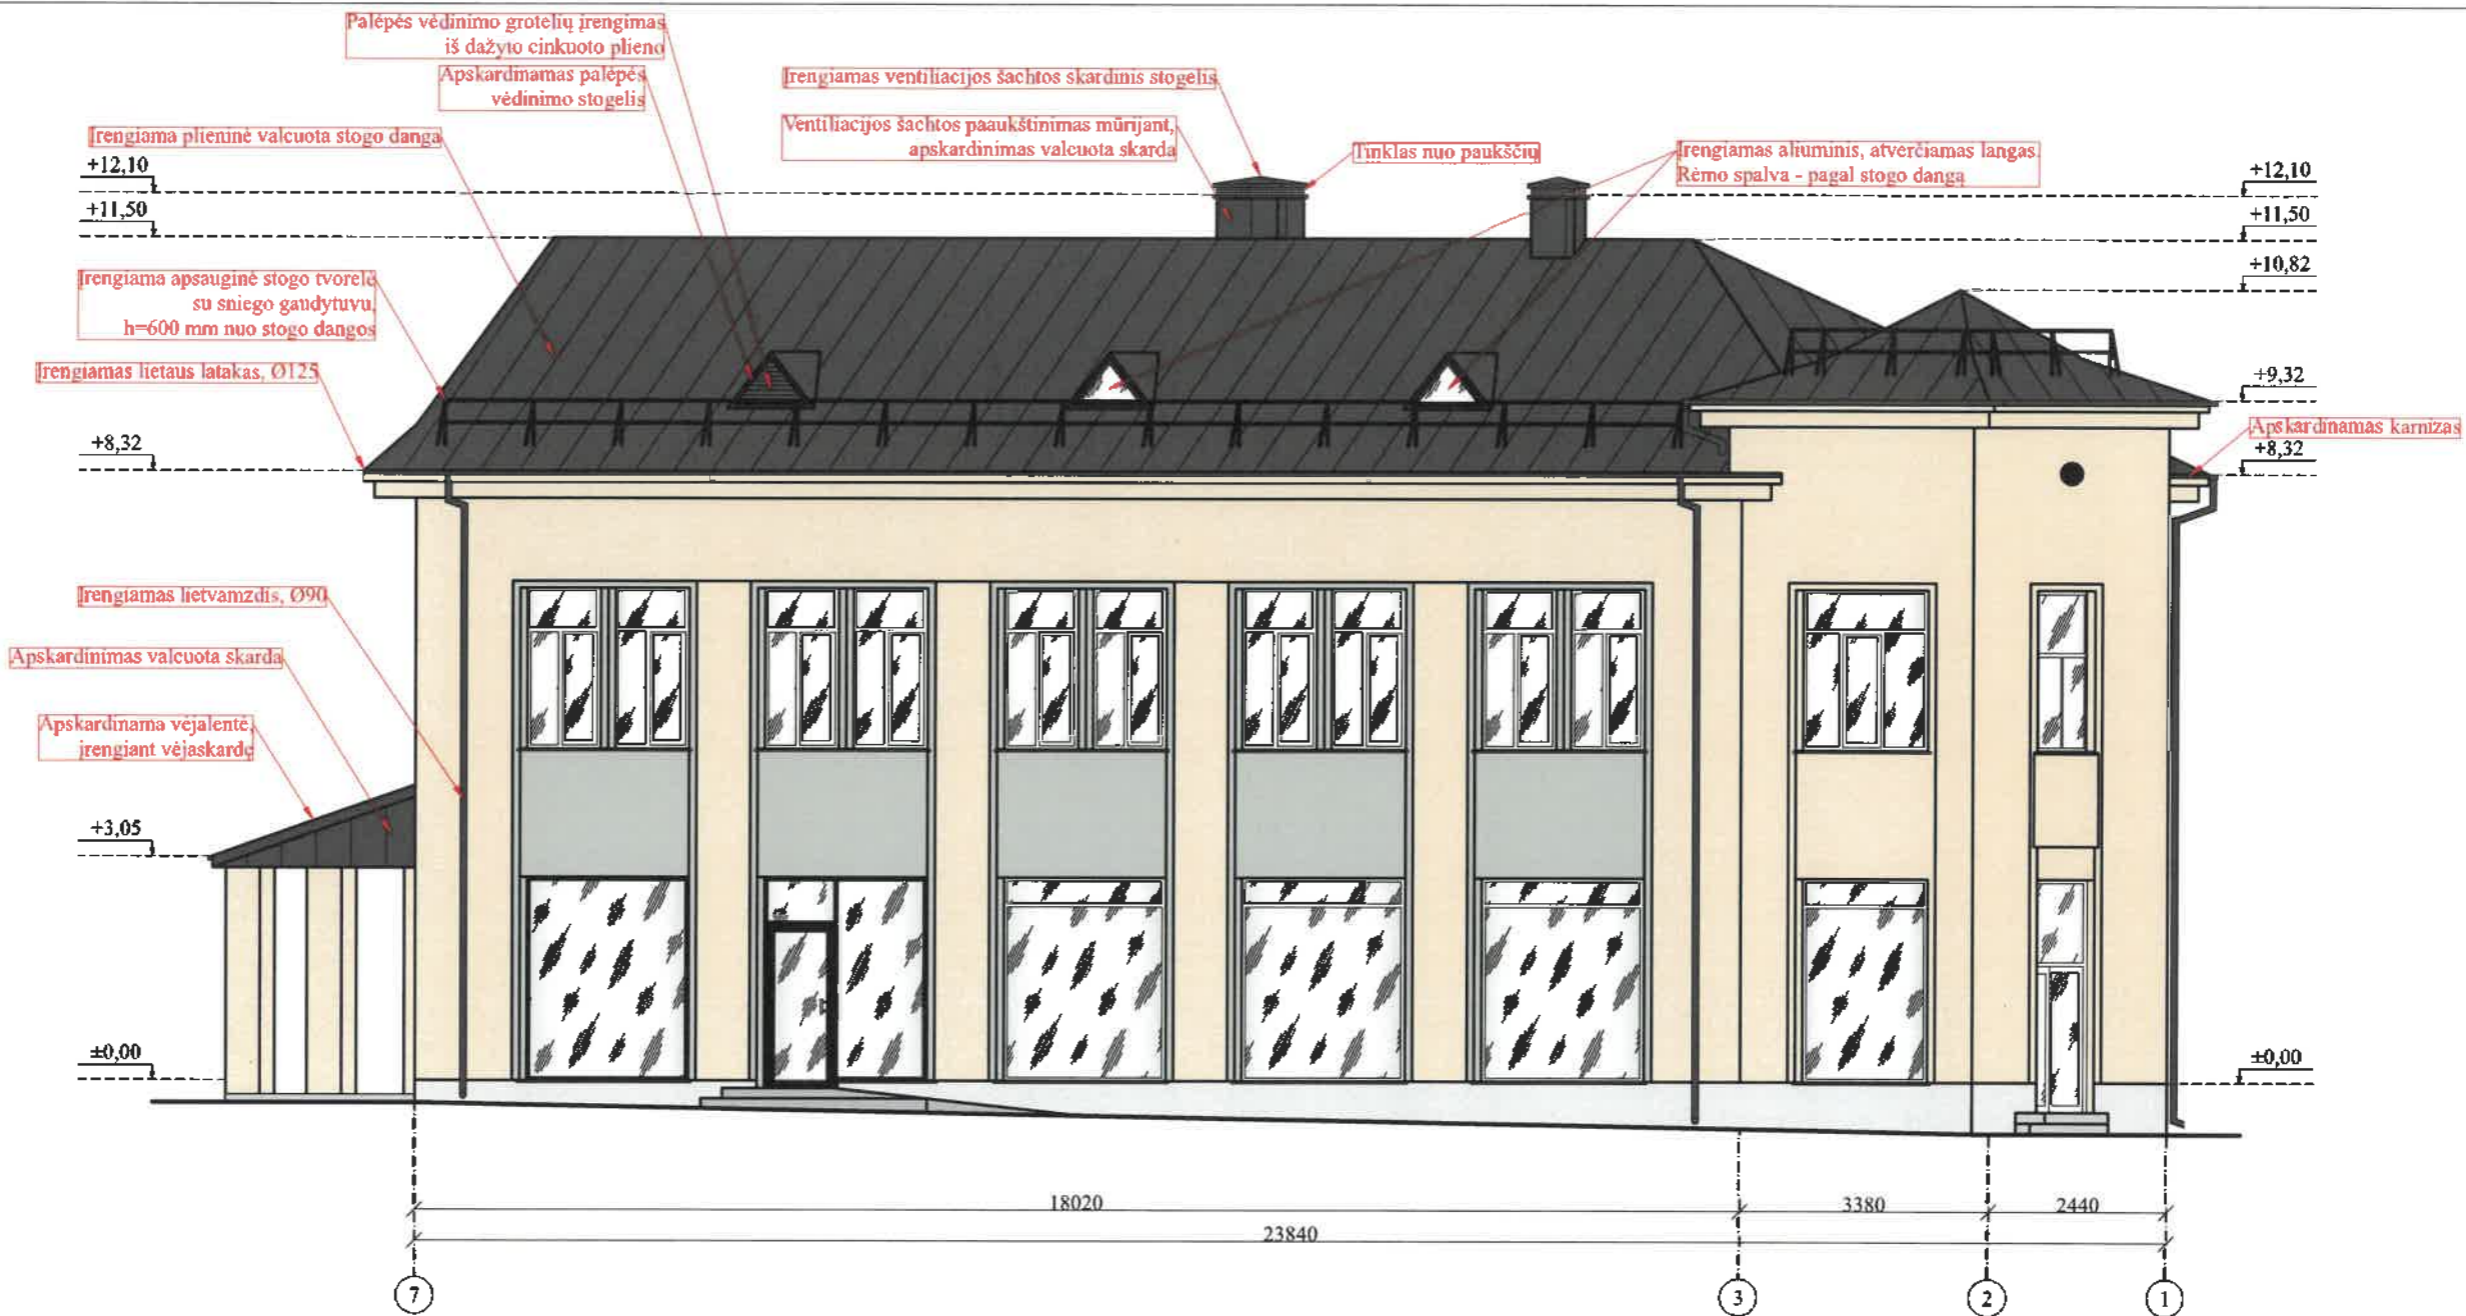 Palėpės vėdinimo grotelių įrengimas
iš dažyto cinkuoto plieno
Apskardinamas palėpės
vėdinimo stogelis
Įrengiamas ventiliacijos šachtos skardinis stogelis
Ventiliacijos šachtos paaukštinimas mūrijant,
apskardinimas valcuota skarda
Tinklas nuo paukščių
Įrengiamas aliuminis, atverčiamas langas.
Rėmo spalva - pagal stogo dangą
Įrengiama plieninė valcuota stogo danga
+12,10
+11,50
Įrengiama apsauginė stogo tvorelė
su sniego gaudytuvu,
h=600 mm nuo stogo dangos
Įrengiamas lietaus latakas, Ø125
+8,32
Įrengiamas lietvamzdis, Ø90
Apskardinimas valcuota skarda
Apskardinama vėjalentė,
įrengiant vėjaskardę
+3,05
±0,00
+12,10
+11,50
+10,82
+9,32
Apskardinamas karnizas
+8,32
±0,00
18020
3380
2440
23840
7
3
2
1